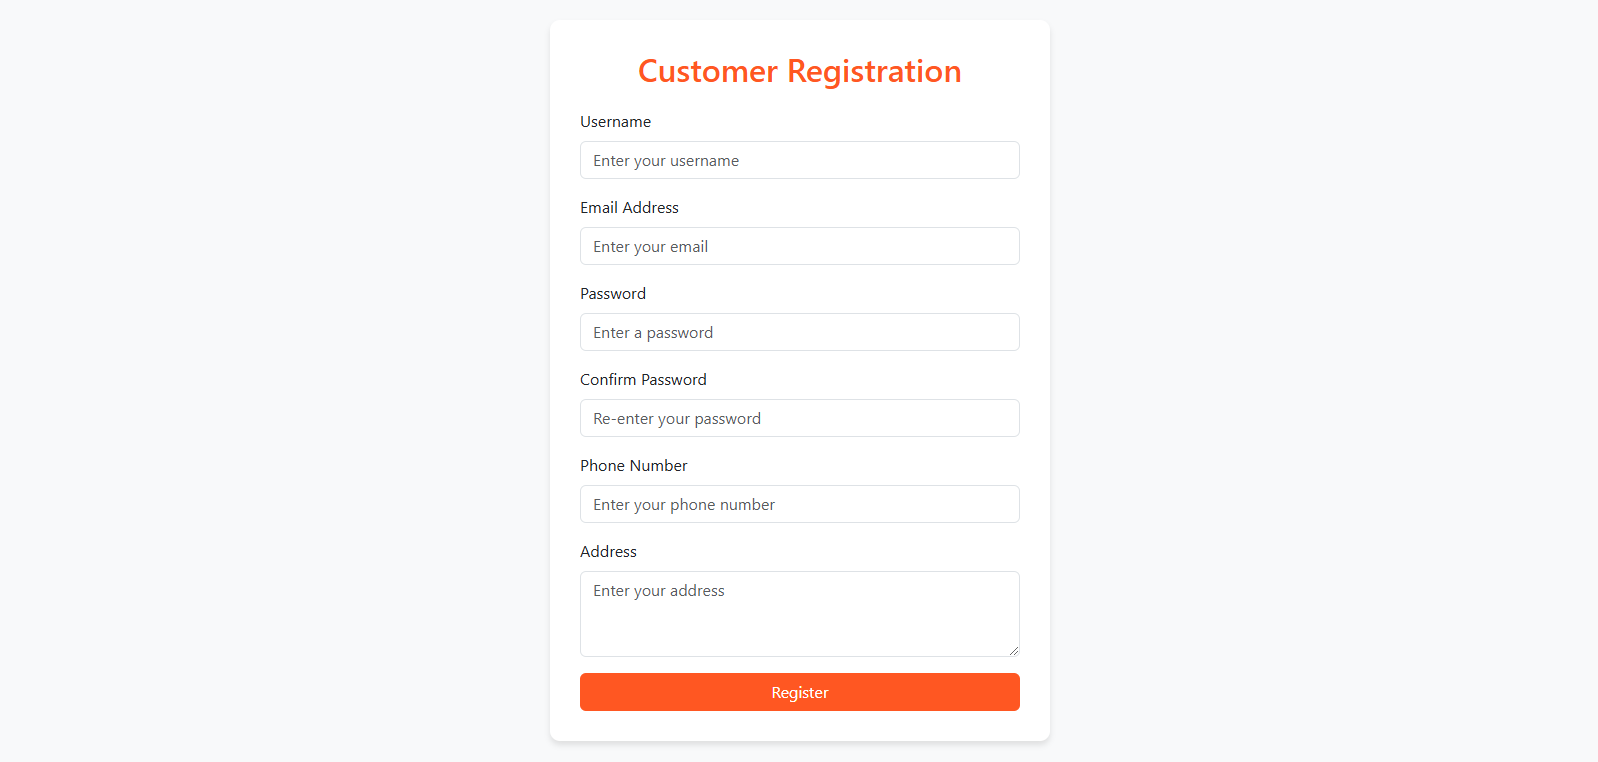 Customer Registration
Username
Enter your username
Email Address
Enter your email
Password
Enter a password
Confirm Password
Re-enter your password
Phone Number
Enter your phone number
Address
Enter your address
Register